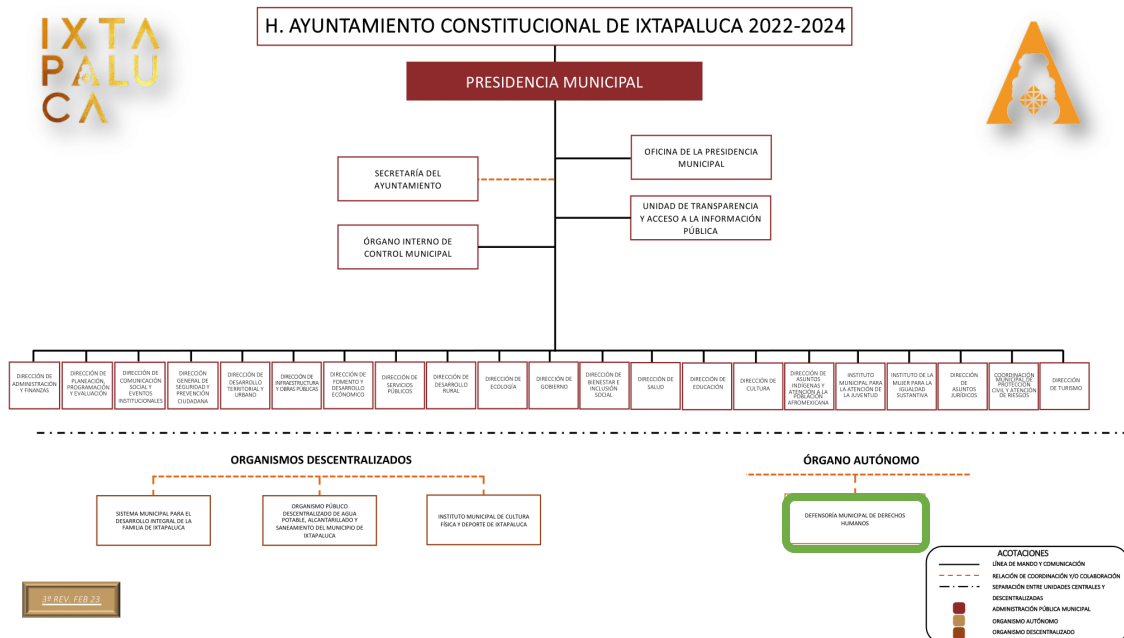 IXTA
PALU
CA
H. AYUNTAMIENTO CONSTITUCIONAL DE IXTAPALUCA 2022-2024
PRESIDENCIA MUNICIPAL
OFICINA DE LA PRESIDENCIA
MUNICIPAL
SECRETARÍA DEL
AYUNTAMIENTO
UNIDAD DE TRANSPARENCIA
Y ACCESO A LA INFORMACIÓN
PÚBLICA
ÓRGANO INTERNO DE
CONTROL MUNICIPAL
DIRECCIÓN DE
ADMINISTRACIÓN
Y FINANZAS
DIRECCIÓN DE
PLANEACIÓN,
PROGRAMACIÓN
Y EVALUACIÓN
DIRECCIÓN DE
COMUNICACIÓN
SOCIAL Y
EVENTOS
INSTITUCIONALES
DIRECCIÓN
GENERAL DE
SEGURIDAD Y
PREVENCIÓN
CIUDADANA
DIRECCIÓN DE
DESARROLLO
TERRITORIAL Y
URBANO
DIRECCIÓN DE
INFRAESTRUCTURA
Y OBRAS PÚBLICAS
DIRECCIÓN DE
FOMENTO Y
DESARROLLO
ECONÓMICO
DIRECCIÓN DE
SERVICIOS
PÚBLICOS
DIRECCIÓN DE
DESARROLLO
RURAL
DIRECCIÓN DE
ECOLOGÍA
DIRECCIÓN DE
GOBIERNO
DIRECCIÓN DE
BIENESTAR E
INCLUSIÓN
SOCIAL
DIRECCIÓN DE
SALUD
DIRECCIÓN DE
EDUCACIÓN
DIRECCIÓN DE
CULTURA
DIRECCIÓN DE
ASUNTOS
INDÍGENAS Y
ATENCIÓN A LA
POBLACIÓN
AFROMEXICANA
INSTITUTO
MUNICIPAL PARA
LA ATENCIÓN DE
LA JUVENTUD
INSTITUTO DE LA
MUJER PARA LA
IGUALDAD
SUSTANTIVA
DIRECCIÓN
DE
ASUNTOS
JURÍDICOS
COORDINACIÓN
MUNICIPAL DE
PROTECCIÓN
CIVIL Y ATENCIÓN
DE RIESGOS
DIRECCIÓN
DE TURISMO
ORGANISMOS DESCENTRALIZADOS
SISTEMA MUNICIPAL PARA EL
DESARROLLO INTEGRAL DE LA
FAMILIA DE IXTAPALUCA
ORGANISMO PÚBLICO
DESCENTRALIZADO DE AGUA
POTABLE, ALCANTARILLADO Y
SANEAMIENTO DEL MUNICIPIO DE
IXTAPALUCA
INSTITUTO MUNICIPAL DE CULTURA
FÍSICA Y DEPORTE DE IXTAPALUCA
ÓRGANO AUTÓNOMO
DEFENSORÍA MUNICIPAL DE DERECHOS
HUMANOS
3ª REV. FEB 23
ACOTACIONES
LÍNEA DE MANDO Y COMUNICACIÓN
RELACIÓN DE COORDINACIÓN Y/O COLABORACIÓN
SEPARACIÓN ENTRE UNIDADES CENTRALES Y
DESCENTRALIZADAS
ADMINISTRACIÓN PÚBLICA MUNICIPAL
ORGANISMO AUTÓNOMO
ORGANISMO DESCENTRALIZADO